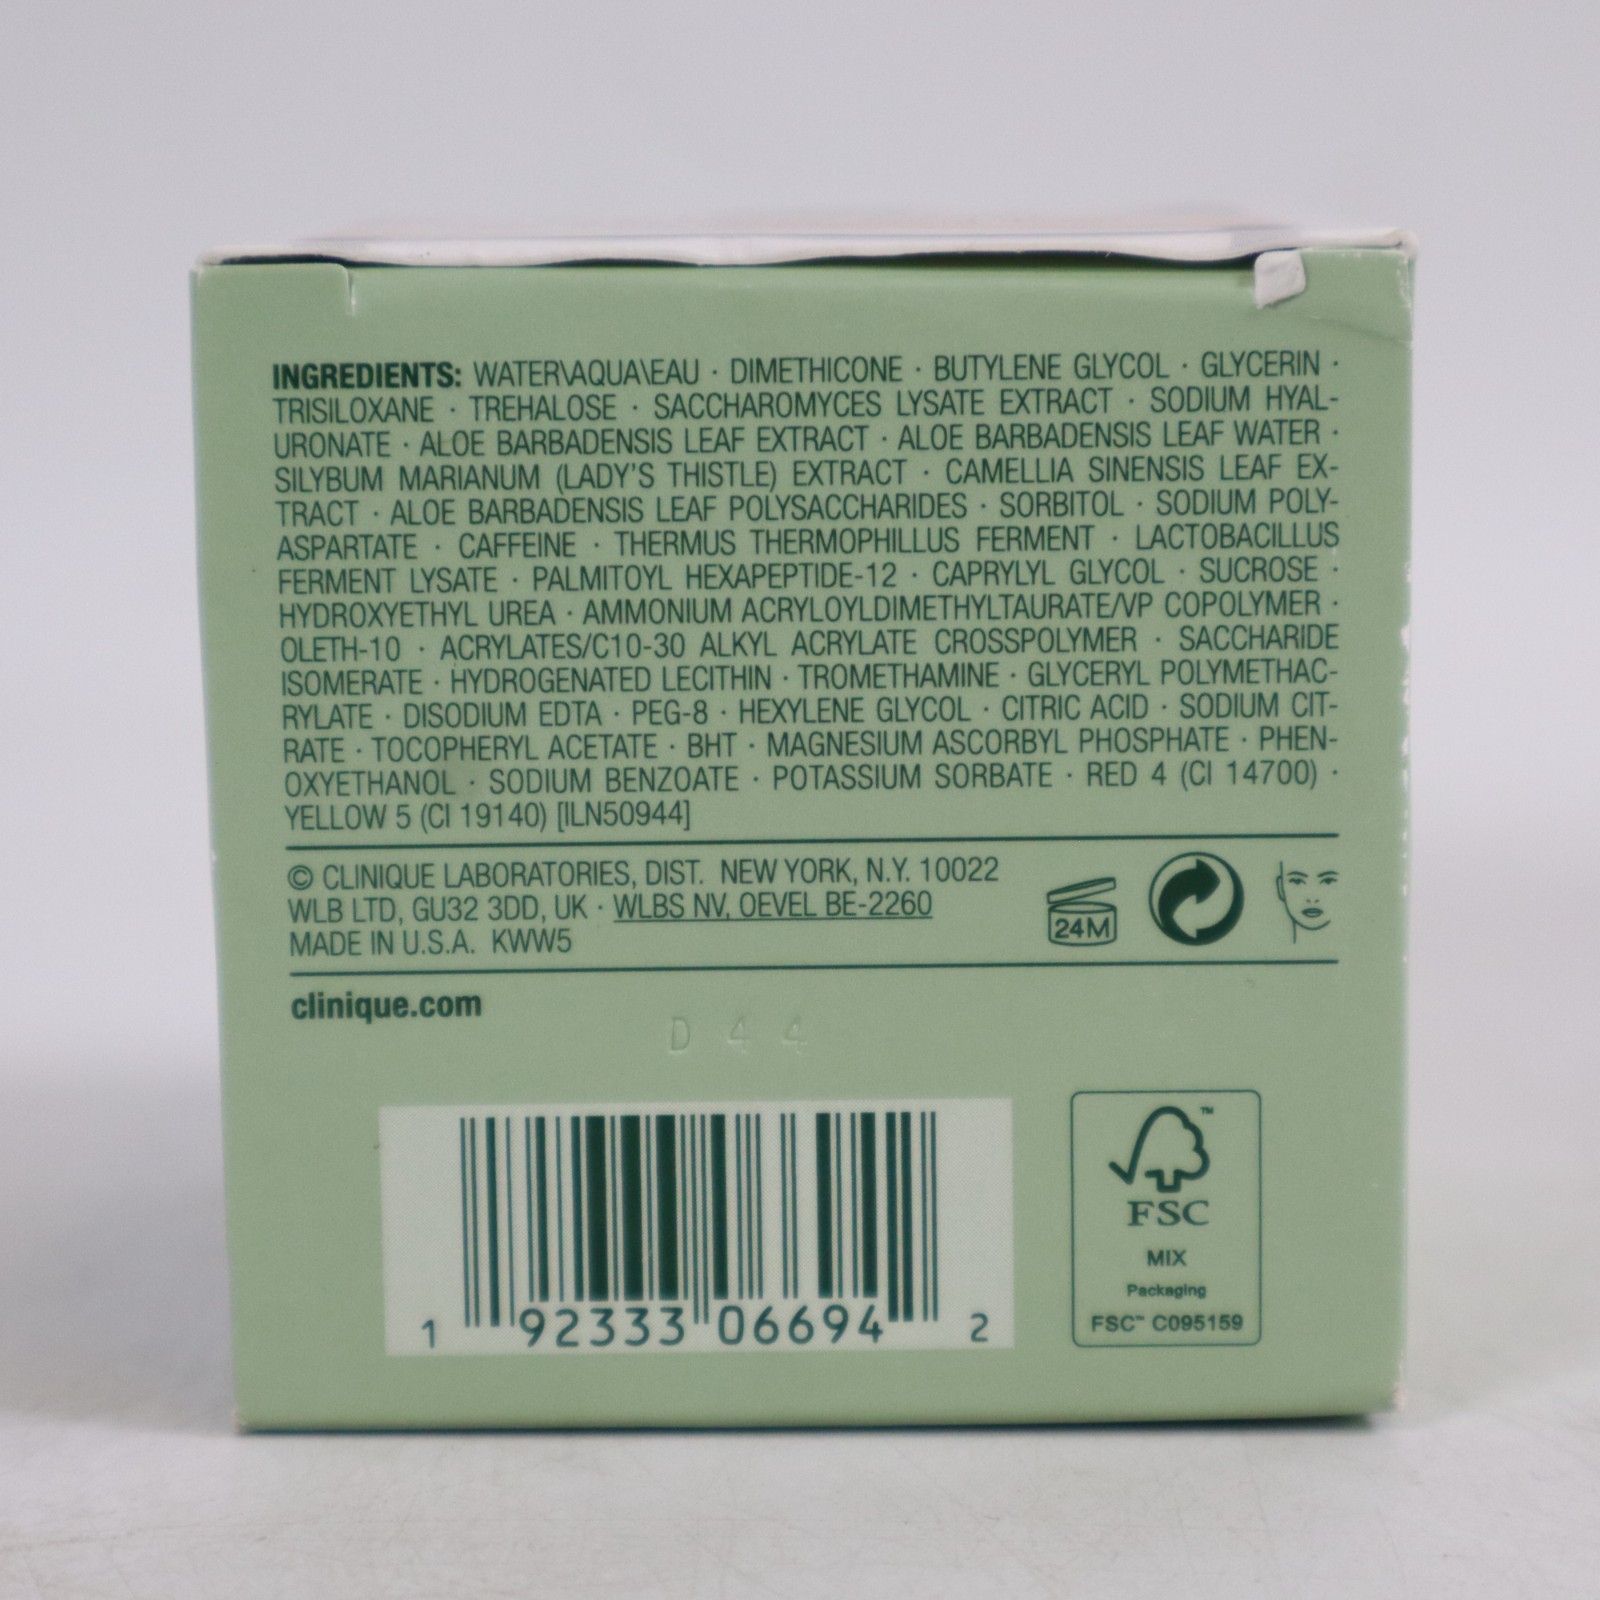 INGREDIENTS: WATER\AQUA\EAU · DIMETHICONE · BUTYLENE GLYCOL · GLYCERIN ·
TRISILOXANE · TREHALOSE · SACCHAROMYCES LYSATE EXTRACT · SODIUM HYAL-
URONATE · ALOE BARBADENSIS LEAF EXTRACT · ALOE BARBADENSIS LEAF WATER ·
SILYBUM MARIANUM (LADY'S THISTLE) EXTRACT · CAMELLIA SINENSIS LEAF EX-
TRACT · ALOE BARBADENSIS LEAF POLYSACCHARIDES · SORBITOL · SODIUM POLY-
ASPARTATE · CAFFEINE · THERMUS THERMOPHILLUS FERMENT · LACTOBACILLUS
FERMENT LYSATE · PALMITOYL HEXAPEPTIDE-12 · CAPRYLYL GLYCOL · SUCROSE ·
HYDROXYETHYL UREA · AMMONIUM ACRYLOYLDIMETHYLTAURATE/VP COPOLYMER ·
OLETH-10 · ACRYLATES/C10-30 ALKYL ACRYLATE CROSSPOLYMER · SACCHARIDE
ISOMERATE · HYDROGENATED LECITHIN · TROMETHAMINE · GLYCERYL POLYMETHAC-
RYLATE · DISODIUM EDTA · PEG-8 · HEXYLENE GLYCOL · CITRIC ACID · SODIUM CIT-
RATE · TOCOPHERYL ACETATE · BHT · MAGNESIUM ASCORBYL PHOSPHATE · PHEN-
OXYETHANOL · SODIUM BENZOATE · POTASSIUM SORBATE · RED 4 (CI 14700) ·
YELLOW 5 (CI 19140) [ILN50944]
© CLINIQUE LABORATORIES, DIST. NEW YORK, N.Y. 10022
WLB LTD, GU32 3DD, UK · WLBS NV, OEVEL BE-2260
MADE IN U.S.A. KWW5
24M
clinique.com
D 4 4
1 92333 06694 2
FSC™
MIX
Packaging
FSC™ C095159